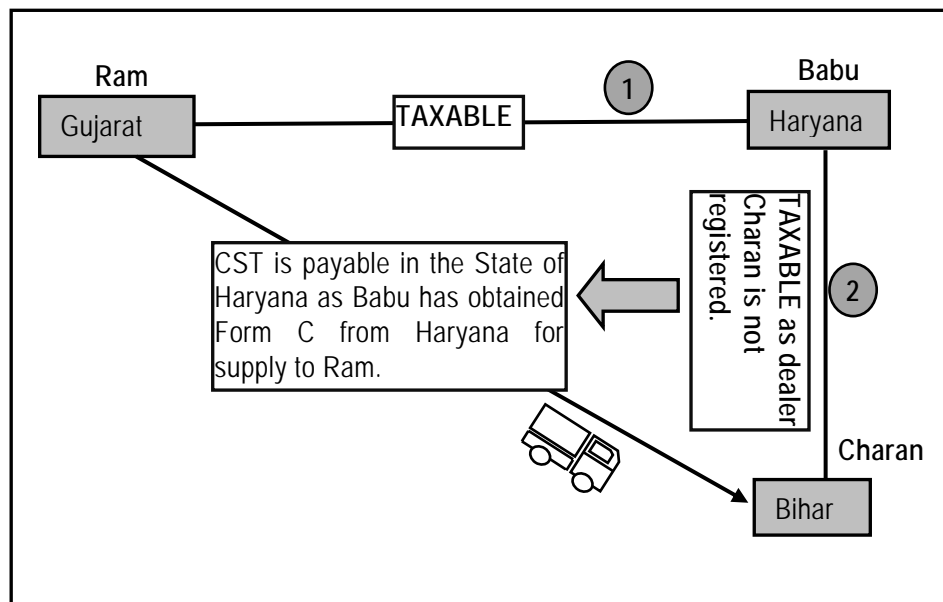 Ram
Babu
1
Gujarat
TAXABLE
Haryana
TAXABLE as dealer
Charan is not
registered.
CST is payable in the State of
Haryana as Babu has obtained
Form C from Haryana for
supply to Ram.
2
Charan
Bihar